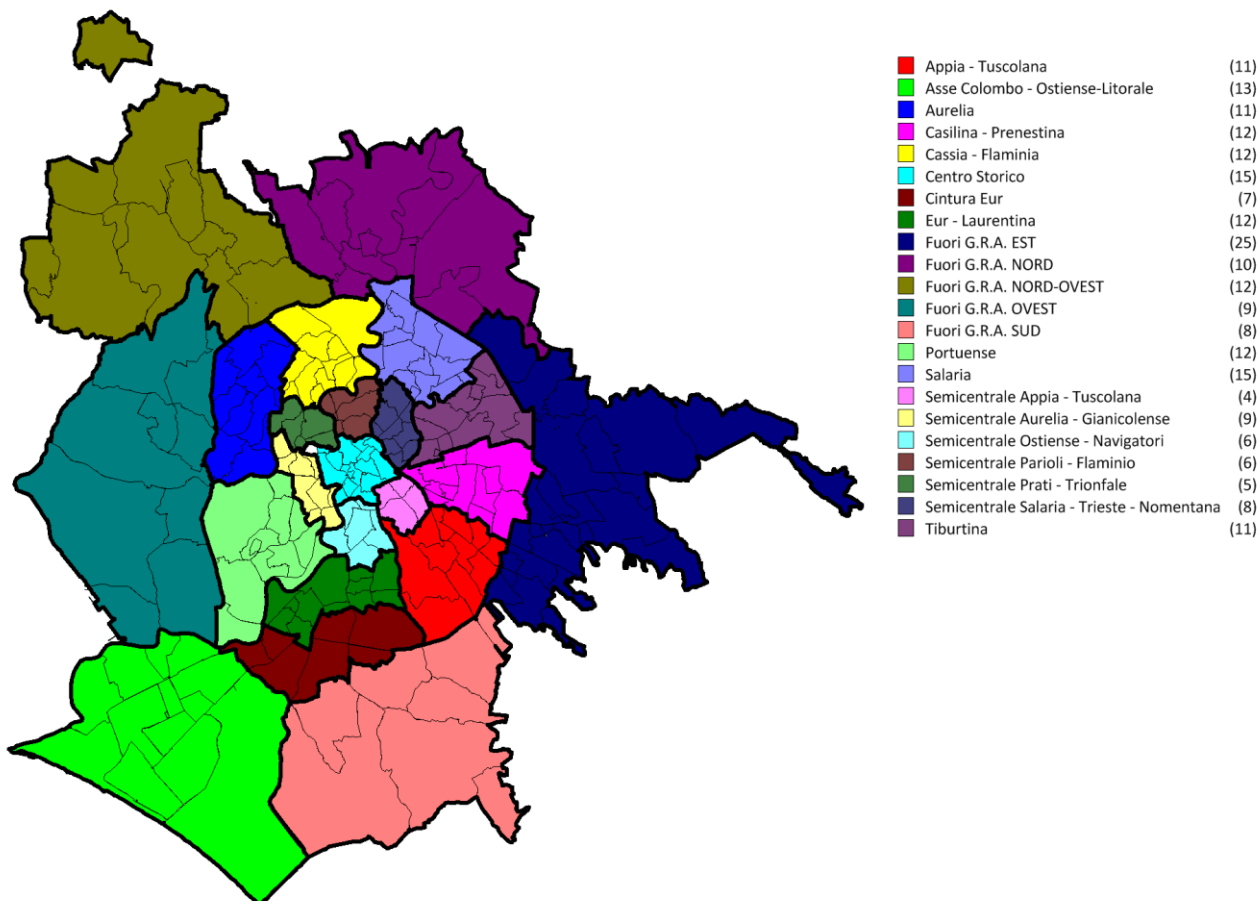 Appia - Tuscolana (11)
Asse Colombo - Ostiense-Litorale (13)
Aurelia (11)
Casilina - Prenestina (12)
Cassia - Flaminia (12)
Centro Storico (15)
Cintura Eur (7)
Eur - Laurentina (12)
Fuori G.R.A. EST (25)
Fuori G.R.A. NORD (10)
Fuori G.R.A. NORD-OVEST (12)
Fuori G.R.A. OVEST (9)
Fuori G.R.A. SUD (8)
Portuense (12)
Salaria (15)
Semicentrale Appia - Tuscolana (4)
Semicentrale Aurelia - Gianicolense (9)
Semicentrale Ostiense - Navigatori (6)
Semicentrale Parioli - Flaminio (6)
Semicentrale Prati - Trionfale (5)
Semicentrale Salaria - Trieste - Nomentana (8)
Tiburtina (11)